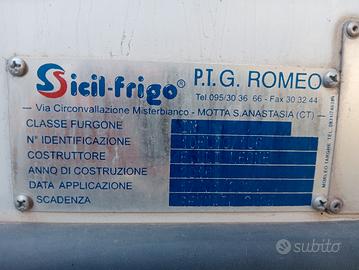 Sicil-frigo® P.T.G. ROMEO
Tel 095/30 36 66 - Fax 30 32 44
Via Circonvallazione Misterbianco - MOTTA S.ANASTASIA (CT)
CLASSE FURGONE
N° IDENTIFICAZIONE
COSTRUTTORE
ANNO DI COSTRUZIONE
DATA APPLICAZIONE
SCADENZA
subito